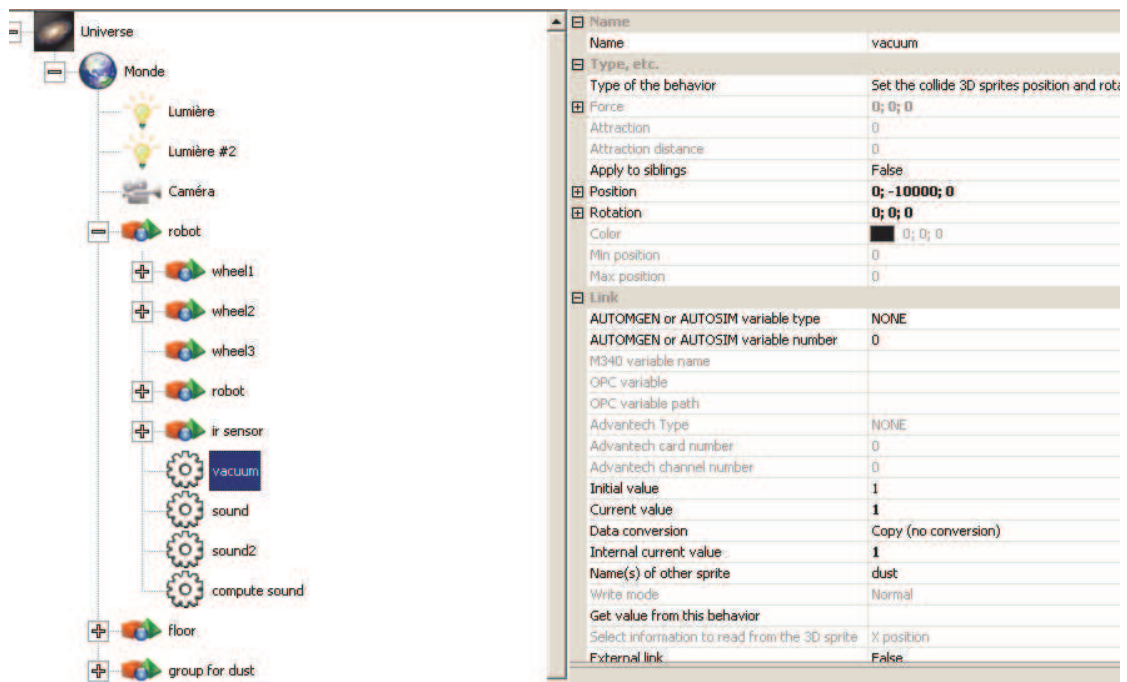 Universe
Monde
Lumière
Lumière #2
Caméra
robot
wheel1
wheel2
wheel3
robot
ir sensor
vacuum
sound
sound2
compute sound
floor
group for dust
Name
Name vacuum
Type, etc.
Type of the behavior Set the collide 3D sprites position and rota
Force 0; 0; 0
Attraction 0
Attraction distance 0
Apply to siblings False
Position 0; -10000; 0
Rotation 0; 0; 0
Color 0; 0; 0
Min position 0
Max position 0
Link
AUTOMGEN or AUTOSIM variable type NONE
AUTOMGEN or AUTOSIM variable number 0
M340 variable name
OPC variable
OPC variable path
Advantech Type NONE
Advantech card number 0
Advantech channel number 0
Initial value 1
Current value 1
Data conversion Copy (no conversion)
Internal current value 1
Name(s) of other sprite dust
Write mode Normal
Get value from this behavior
Select information to read from the 3D sprite X position
External link False